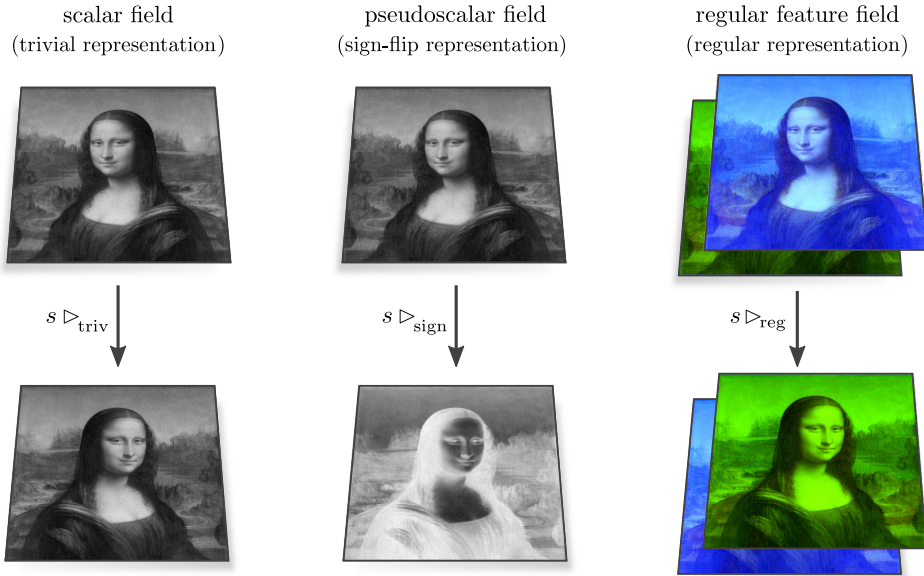 scalar field
(trivial representation)
pseudoscalar field
(sign-flip representation)
regular feature field
(regular representation)
s ▷triv
s ▷sign
s ▷reg